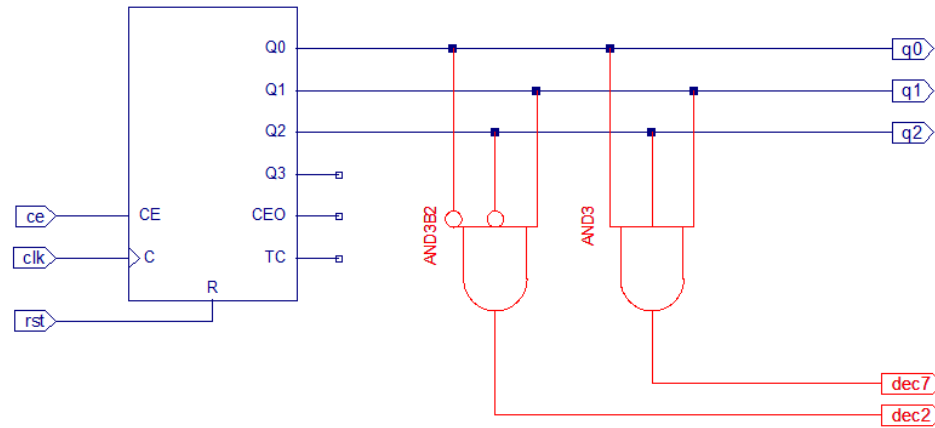 Q0
q0
Q1
q1
Q2
q2
Q3
ce
CE
CEO
AND3B2
AND3
clk
C
TC
R
rst
dec7
dec2